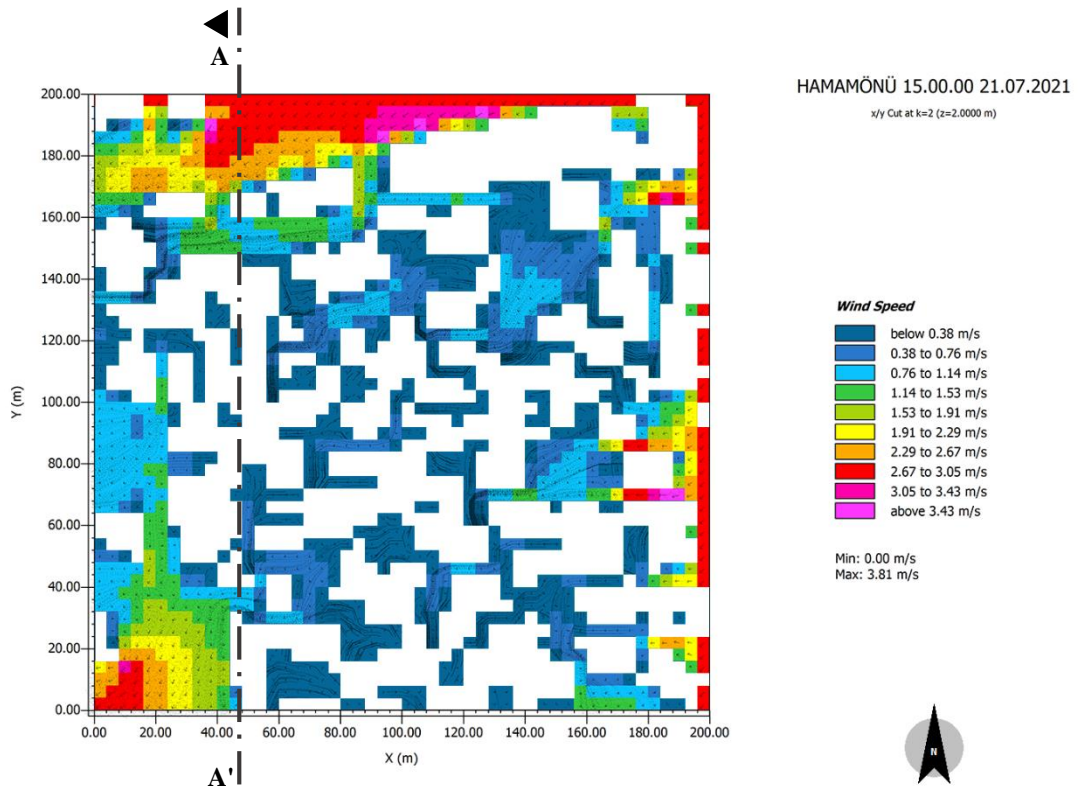 A
HAMAMÖNÜ 15.00.00 21.07.2021
x/y Cut at k=2 (z=2.0000 m)
200.00
180.00
160.00
140.00
120.00
100.00
80.00
60.00
40.00
20.00
0.00
Y (m)
0.00 20.00 40.00 60.00 80.00 100.00 120.00 140.00 160.00 180.00 200.00
X (m)
A'
Wind Speed
below 0.38 m/s
0.38 to 0.76 m/s
0.76 to 1.14 m/s
1.14 to 1.53 m/s
1.53 to 1.91 m/s
1.91 to 2.29 m/s
2.29 to 2.67 m/s
2.67 to 3.05 m/s
3.05 to 3.43 m/s
above 3.43 m/s
Min: 0.00 m/s
Max: 3.81 m/s
N